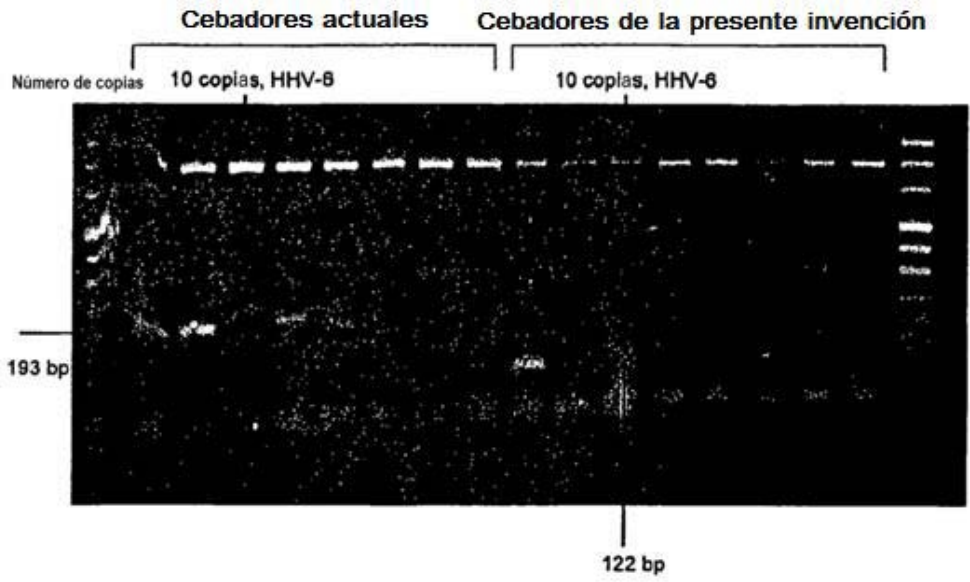 Cebadores actuales
Cebadores de la presente invención
Número de copias
10 copias, HHV-6
10 copias, HHV-6
193 bp
122 bp